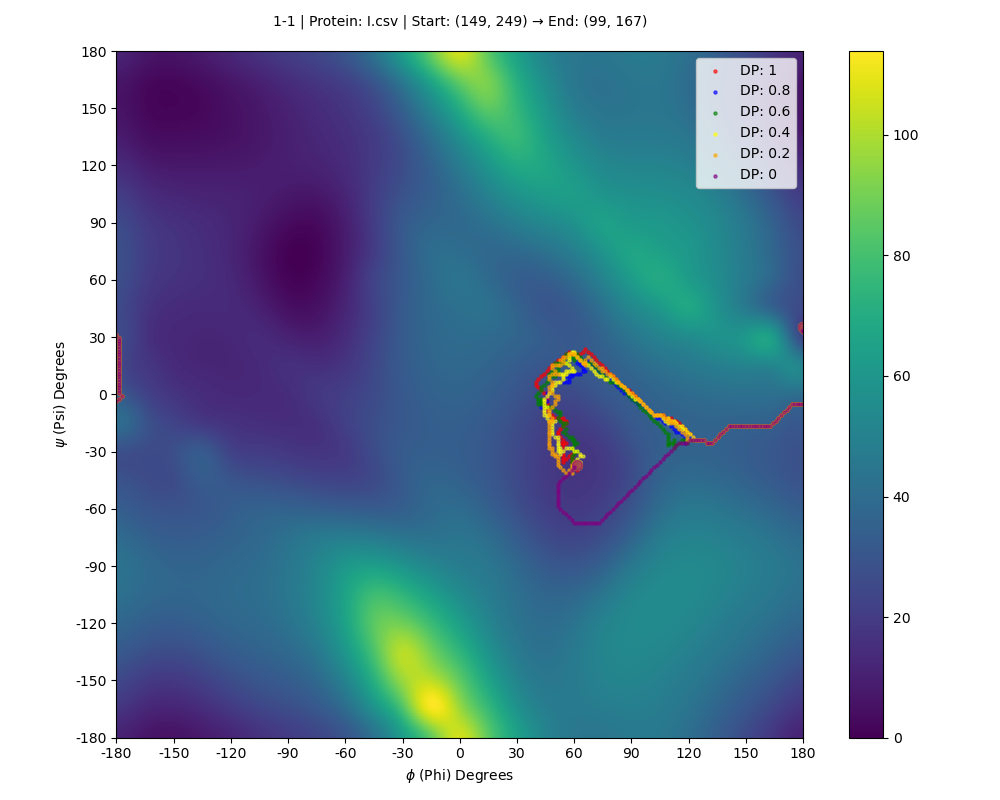 1-1 | Protein: I.csv | Start: (149, 249) → End: (99, 167)
DP: 1
DP: 0.8
DP: 0.6
DP: 0.4
DP: 0.2
DP: 0
180
150
120
90
60
30
0
-30
-60
-90
-120
-150
-180
ψ (Psi) Degrees
-180 -150 -120 -90 -60 -30 0 30 60 90 120 150 180
ϕ (Phi) Degrees
100
80
60
40
20
0